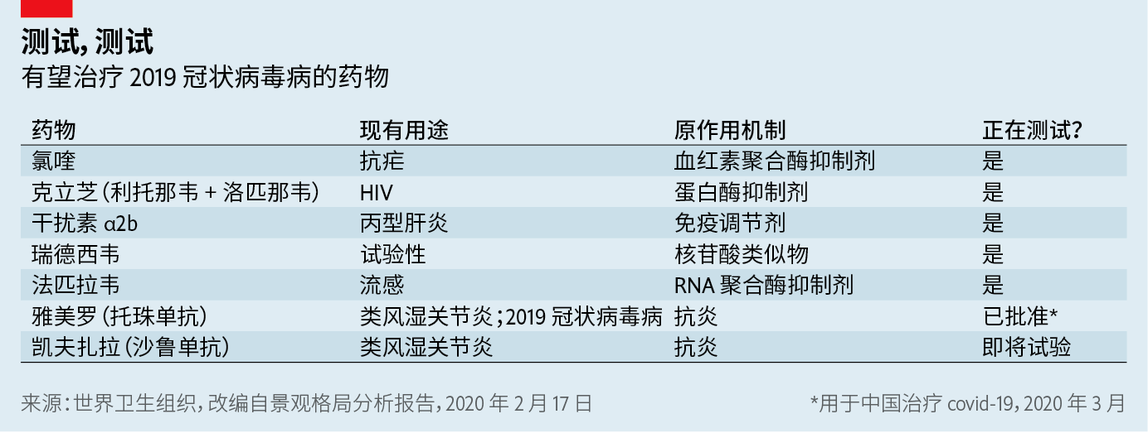 测试，测试
有望治疗 2019 冠状病毒病的药物
药物 现有用途 原作用机制 正在测试？
氯喹 抗疟 血红素聚合酶抑制剂 是
克立芝（利托那韦 + 洛匹那韦） HIV 蛋白酶抑制剂 是
干扰素 α2b 丙型肝炎 免疫调节剂 是
瑞德西韦 试验性 核苷酸类似物 是
法匹拉韦 流感 RNA 聚合酶抑制剂 是
雅美罗（托珠单抗） 类风湿关节炎；2019 冠状病毒病 抗炎 已批准*
凯夫扎拉（沙鲁单抗） 类风湿关节炎 抗炎 即将试验
来源：世界卫生组织，改编自景观格局分析报告，2020 年 2 月 17 日 *用于中国治疗 covid-19，2020 年 3 月